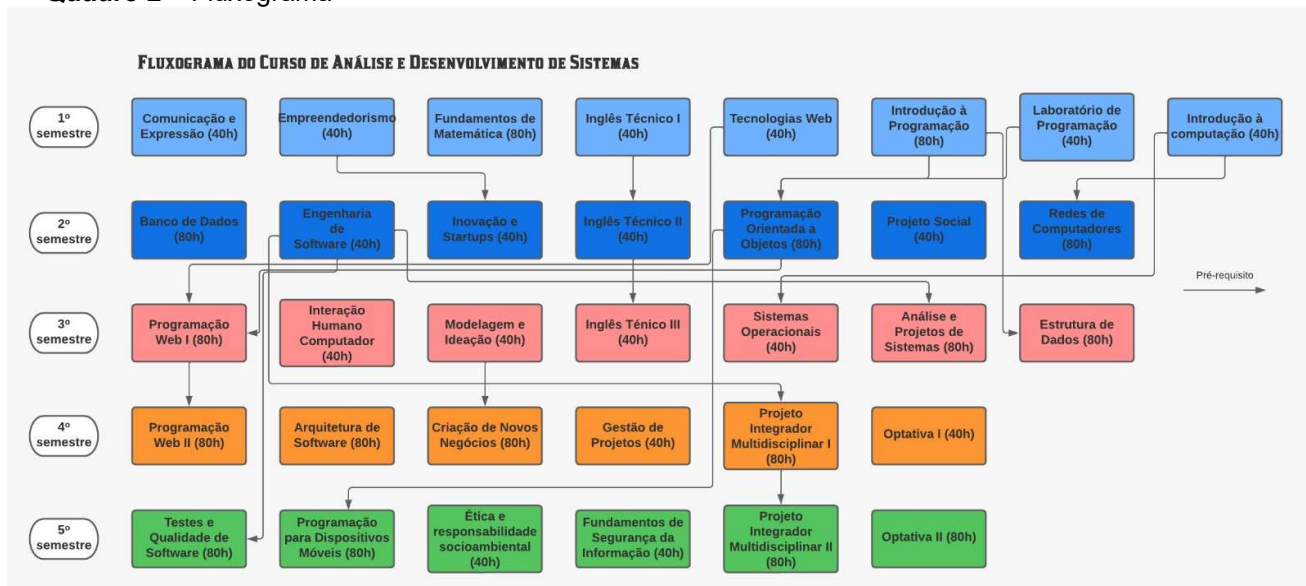 Quadro 2 – Fluxograma
FLUXOGRAMA DO CURSO DE ANÁLISE E DESENVOLVIMENTO DE SISTEMAS
1º
semestre
Comunicação e
Expressão (40h)
Empreendedorismo
(40h)
Fundamentos de
Matemática (80h)
Inglês Técnico I
(40h)
Tecnologias Web
(40h)
Introdução à
Programação
(80h)
Laboratório de
Programação
(40h)
Introdução à
computação (40h)
2º
semestre
Banco de Dados
(80h)
Engenharia
de
Software (40h)
Inovação e
Startups (40h)
Inglês Técnico II
(40h)
Programação
Orientada a
Objetos (80h)
Projeto Social
(40h)
Redes de
Computadores
(80h)
Pré-requisito
3º
semestre
Programação
Web I (80h)
Interação
Humano
Computador
(40h)
Modelagem e
Ideação (40h)
Inglês Ténico III
(40h)
Sistemas
Operacionais
(40h)
Análise e
Projetos de
Sistemas (80h)
Estrutura de
Dados (80h)
4º
semestre
Programação
Web II (80h)
Arquitetura de
Software (80h)
Criação de Novos
Negócios (80h)
Gestão de
Projetos (40h)
Projeto
Integrador
Multidisciplinar I
(80h)
Optativa I (40h)
5º
semestre
Testes e
Qualidade de
Software (80h)
Programação
para Dispositivos
Móveis (80h)
Ética e
responsabilidade
socioambiental
(40h)
Fundamentos de
Segurança da
Informação (40h)
Projeto
Integrador
Multidisciplinar II
(80h)
Optativa II (80h)